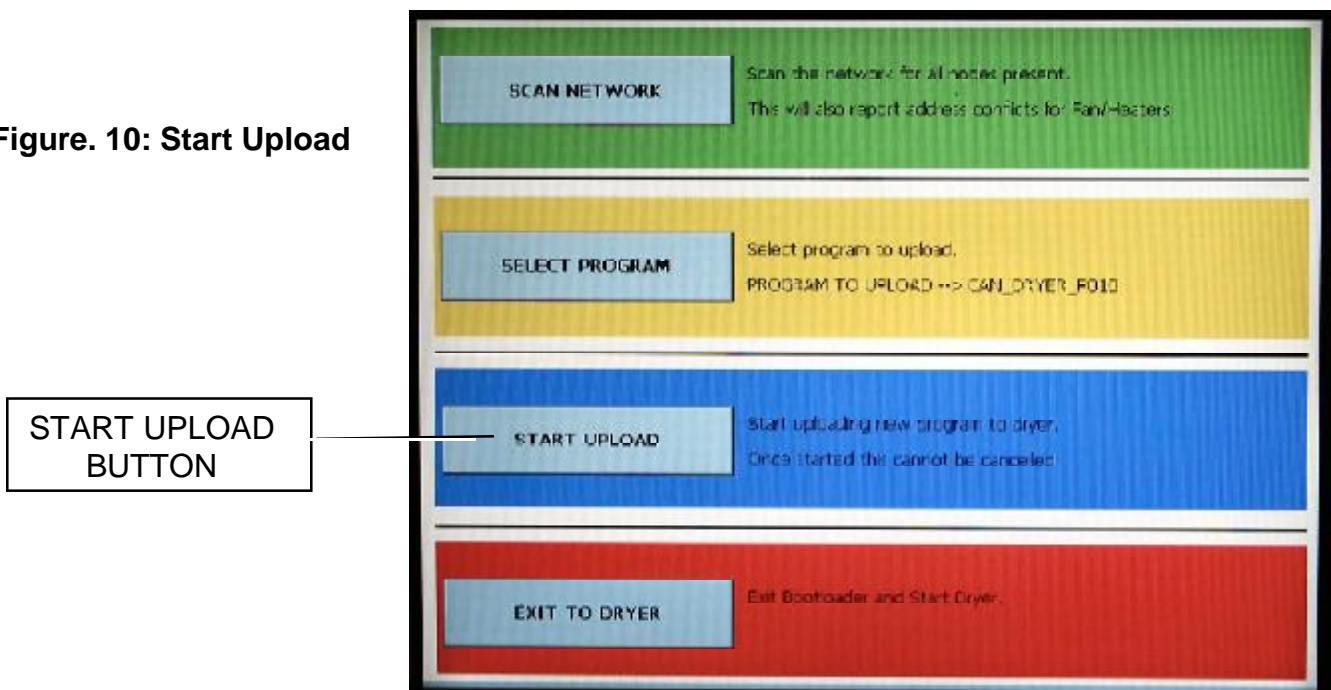 SCAN NETWORK
Scan the network for all nodes present.
This will also report address conflicts for Fan/Heaters
Figure. 10: Start Upload
SELECT PROGRAM
Select program to upload.
PROGRAM TO UPLOAD --> CAN_DRYER_F010
START UPLOAD
BUTTON
START UPLOAD
Start uploading new program to dryer.
Once started this cannot be canceled
EXIT TO DRYER
Exit Bootloader and Start Dryer.